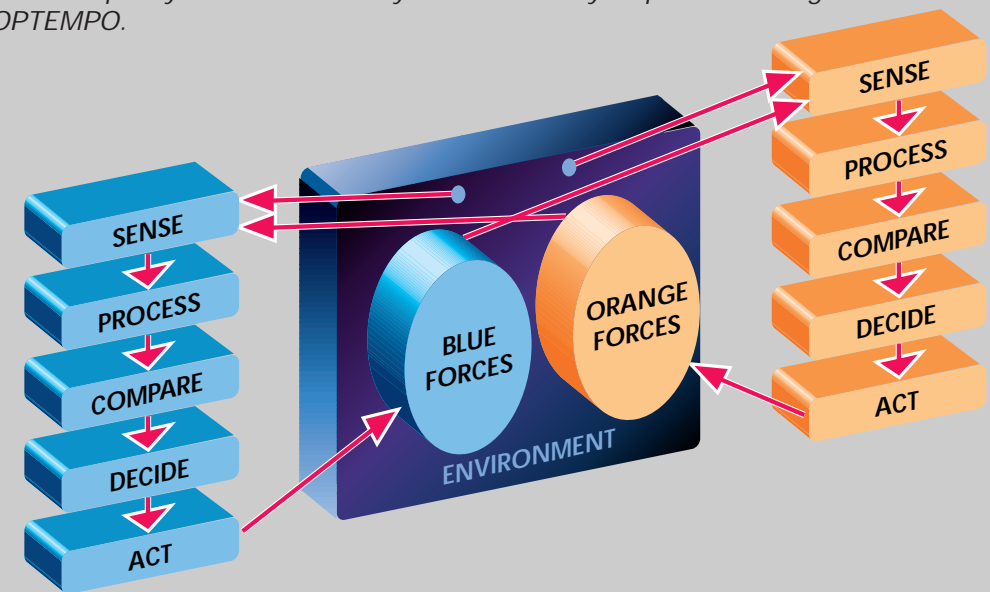 OPTEMPO.
SENSE
PROCESS
COMPARE
DECIDE
ACT
BLUE
FORCES
ORANGE
FORCES
ENVIRONMENT
SENSE
PROCESS
COMPARE
DECIDE
ACT